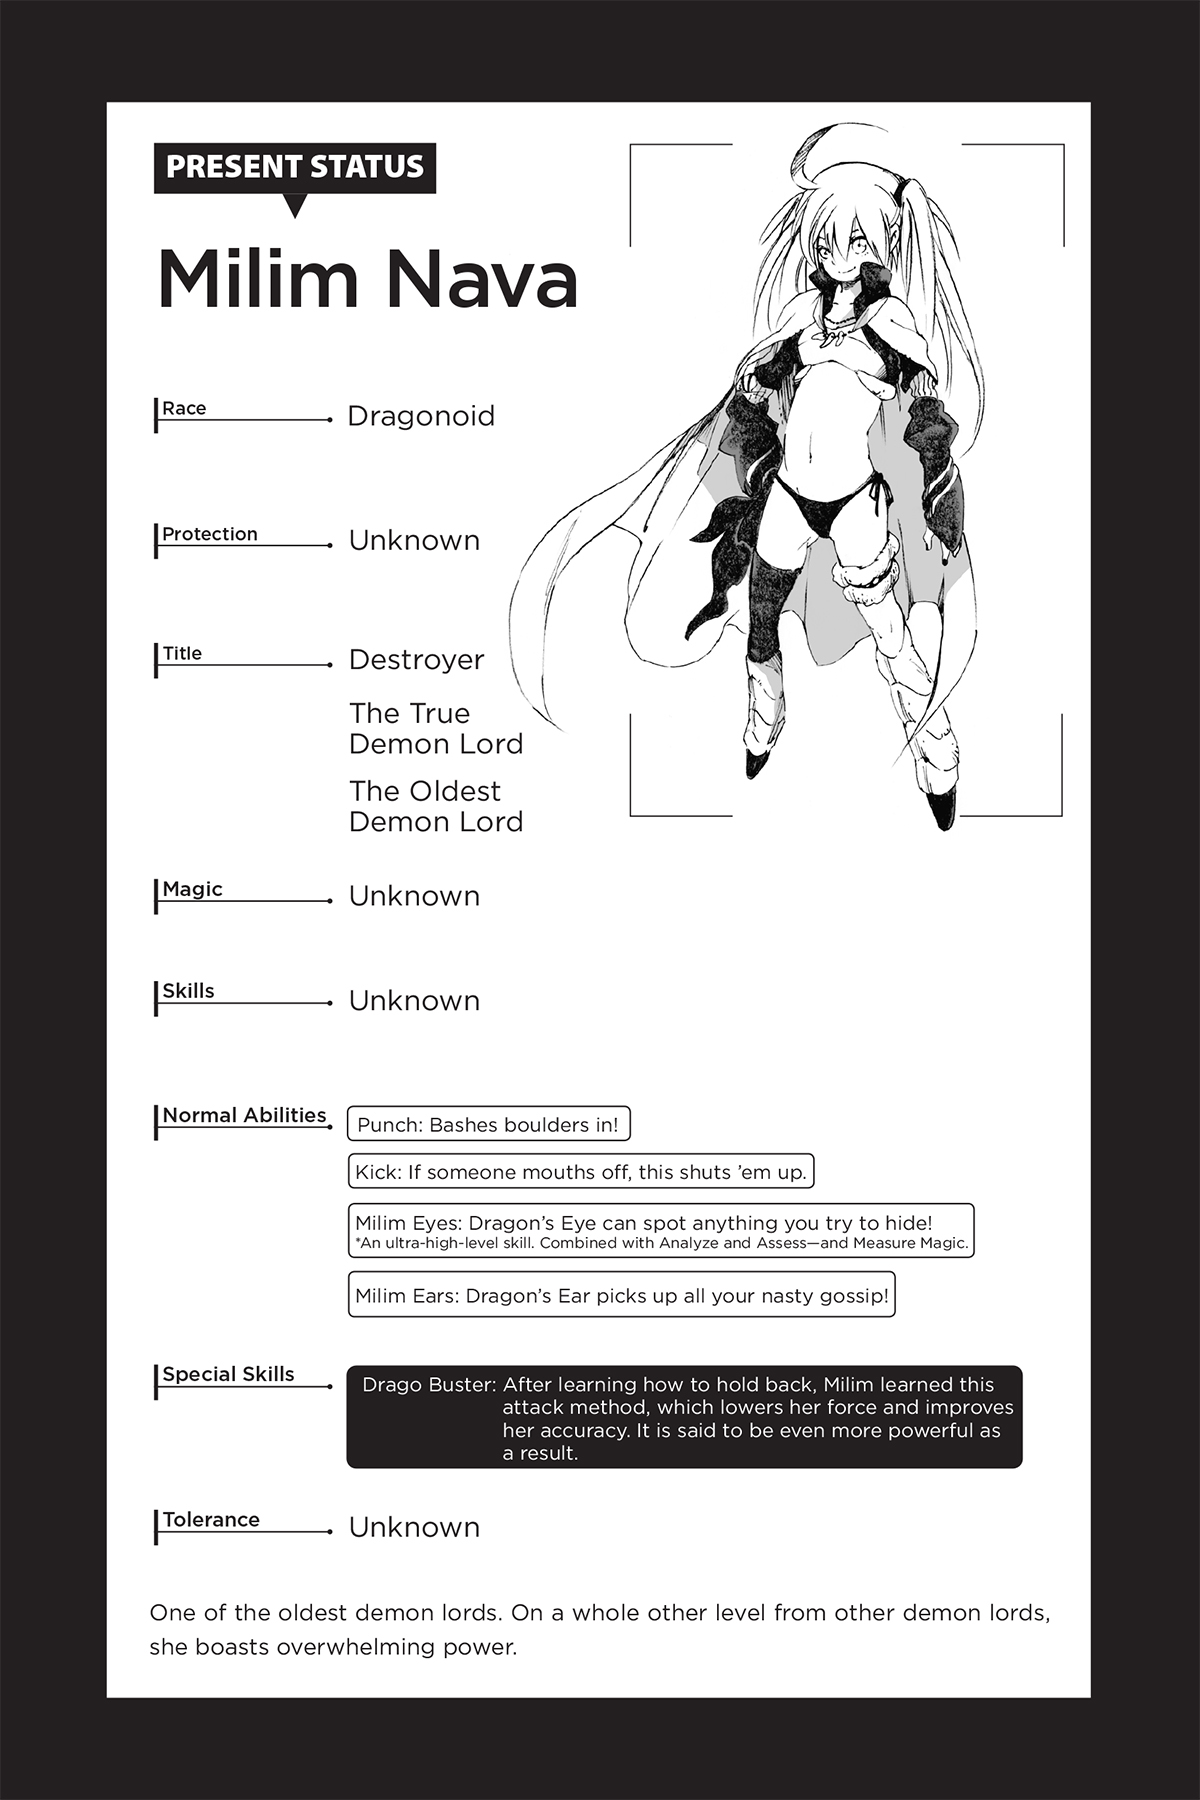 PRESENT STATUS
Milim Nava
Race
Dragonoid
Protection
Unknown
Title
Destroyer
The True
Demon Lord
The Oldest
Demon Lord
Magic
Unknown
Skills
Unknown
Normal Abilities
Punch: Bashes boulders in!
Kick: If someone mouths off, this shuts ’em up.
Milim Eyes: Dragon’s Eye can spot anything you try to hide!
*An ultra-high-level skill. Combined with Analyze and Assess—and Measure Magic.
Milim Ears: Dragon’s Ear picks up all your nasty gossip!
Special Skills
Drago Buster: After learning how to hold back, Milim learned this
attack method, which lowers her force and improves
her accuracy. It is said to be even more powerful as
a result.
Tolerance
Unknown
One of the oldest demon lords. On a whole other level from other demon lords,
she boasts overwhelming power.